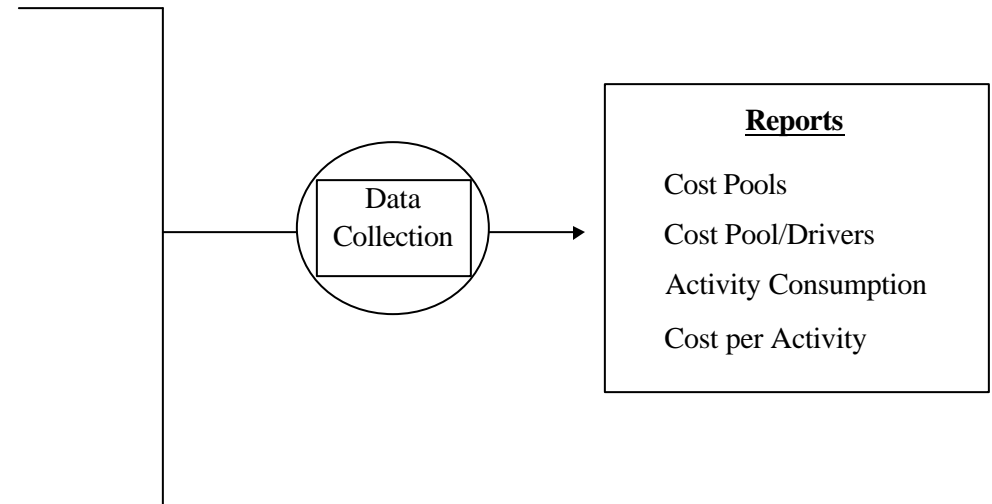 Data
Collection
Reports
Cost Pools
Cost Pool/Drivers
Activity Consumption
Cost per Activity